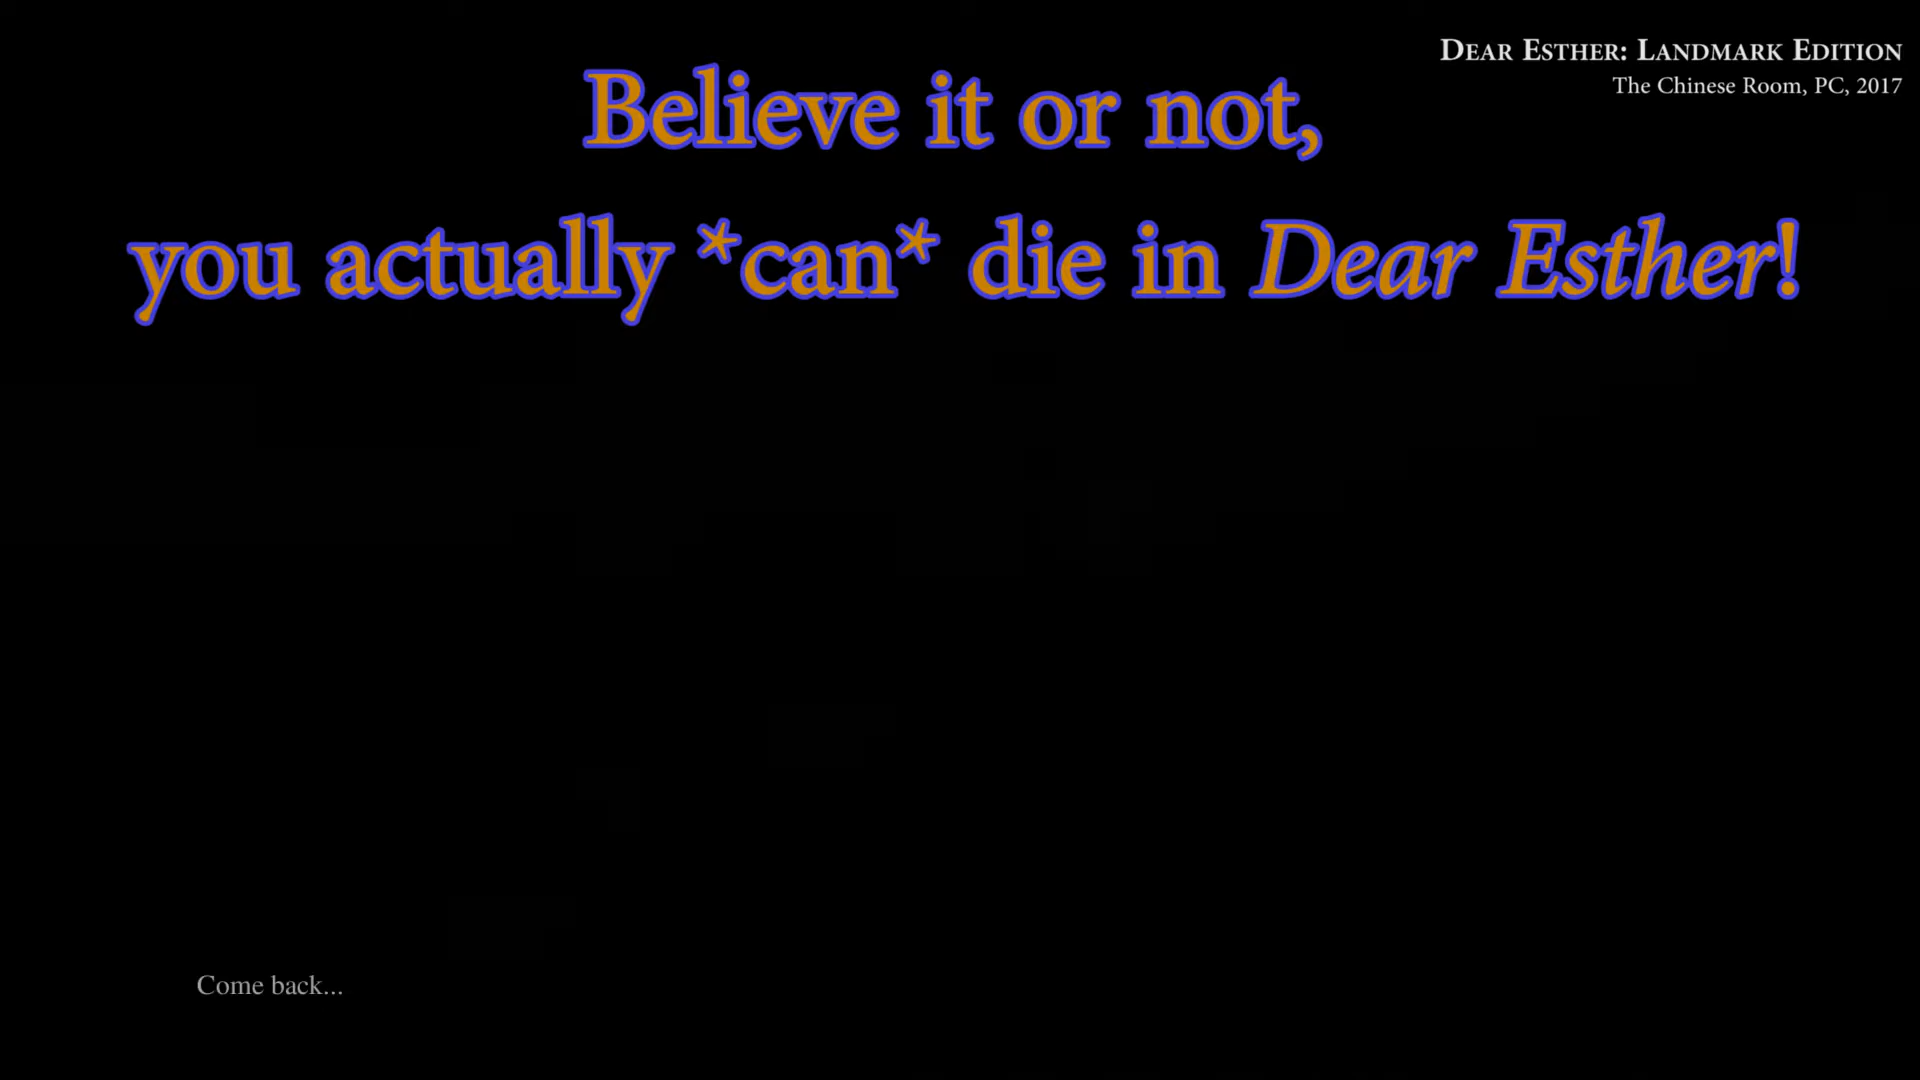 DEAR ESTHER: LANDMARK EDITION
The Chinese Room, PC, 2017
Believe it or not,
you actually *can* die in Dear Esther!
Come back...